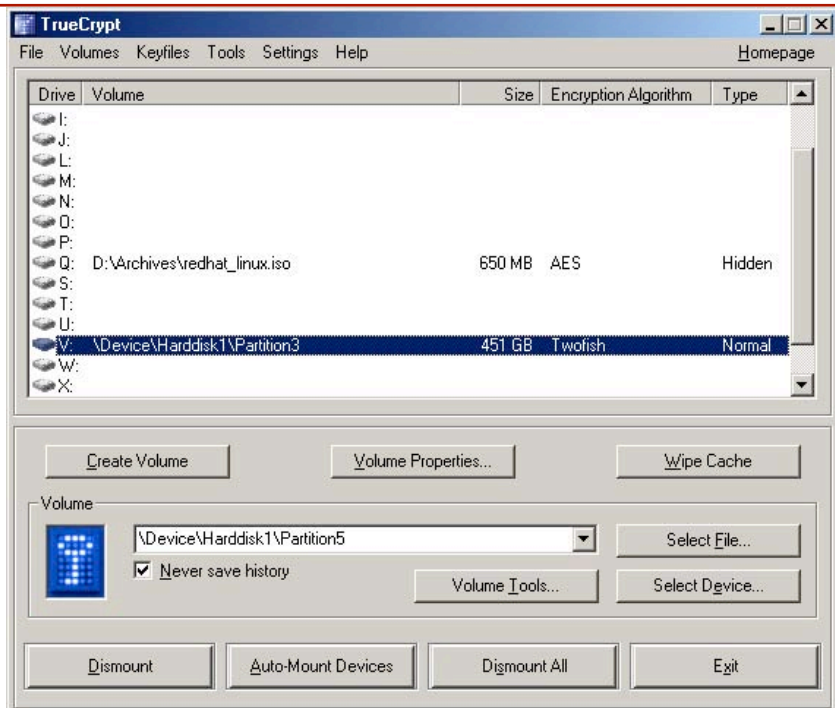 TrueCrypt
File Volumes Keyfiles Tools Settings Help Homepage
Drive Volume Size Encryption Algorithm Type
I:
J:
L:
M:
N:
O:
P:
Q: D:\Archives\redhat_linux.iso 650 MB AES Hidden
S:
T:
U:
V: \Device\Harddisk1\Partition3 451 GB Twofish Normal
W:
X:
Create Volume Volume Properties... Wipe Cache
Volume
\Device\Harddisk1\Partition5 Select File...
Never save history
Volume Tools... Select Device...
Dismount Auto-Mount Devices Dismount All Exit